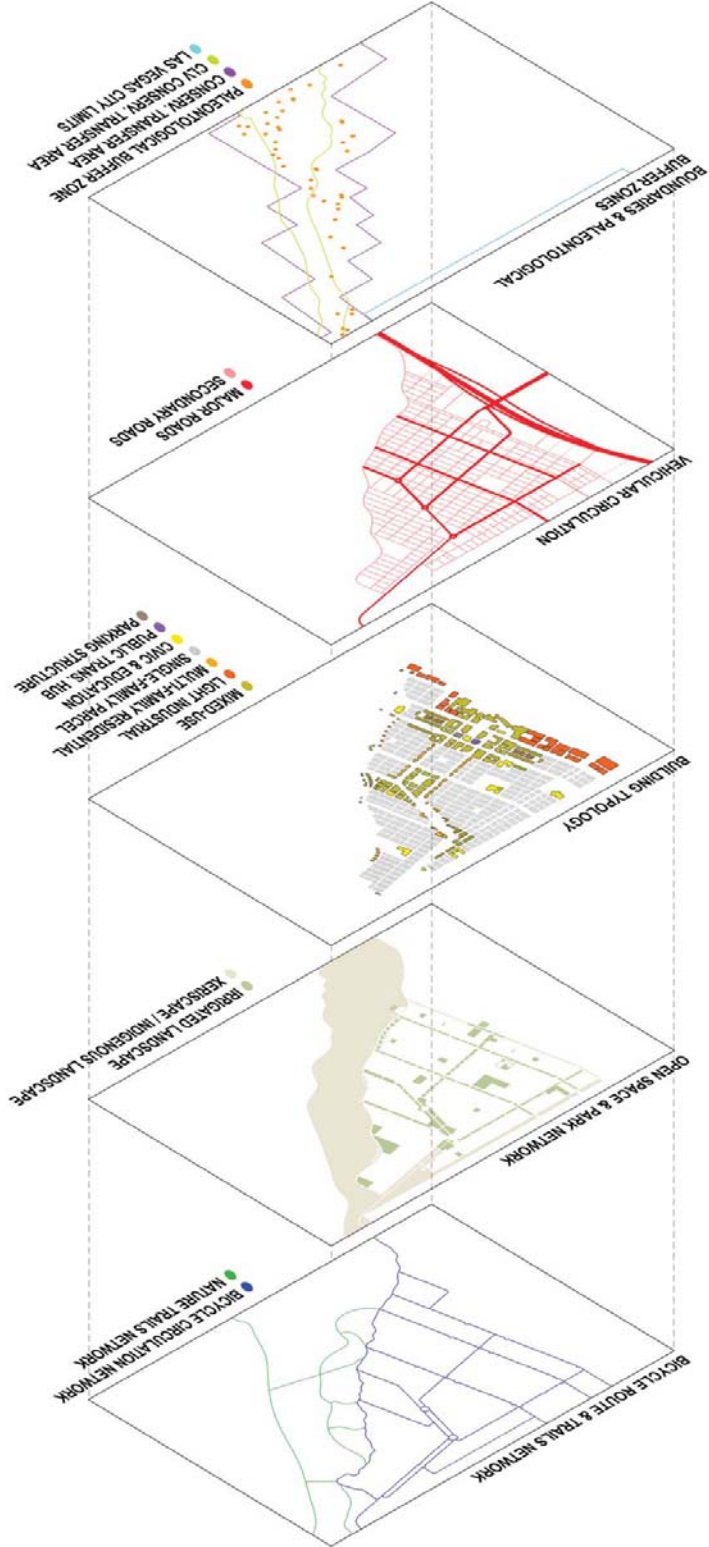 BICYCLE ROUTE & TRAILS NETWORK
BICYCLE CIRCULATION NETWORK
NATURE TRAILS NETWORK
OPEN SPACE & PARK NETWORK
IRRIGATED LANDSCAPE
XERISCAPE / INDIGENOUS LANDSCAPE
BUILDING TYPOLOGY
MIXED-USE
LIGHT INDUSTRIAL
MULTI-FAMILY RESIDENTIAL
SINGLE-FAMILY PARCEL
CIVIC & EDUCATION
PUBLIC TRANS. HUB
PARKING STRUCTURE
VEHICULAR CIRCULATION
MAJOR ROADS
SECONDARY ROADS
BOUNDARIES & PALEONTOLOGICAL
BUFFER ZONES
PALEONTOLOGICAL BUFFER ZONE
CONSERV. TRANSFER AREA
CLV CONSERV. TRANSFER AREA
LAS VEGAS CITY LIMITS